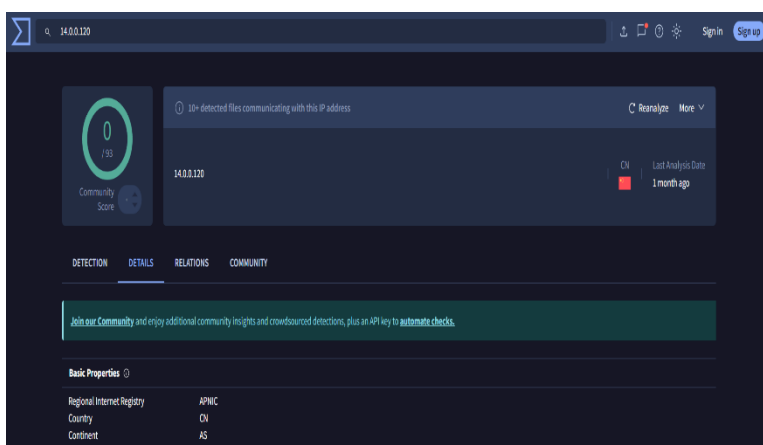 14.0.0.120
Sign in
Sign up
0
/ 93
Community
Score
10+ detected files communicating with this IP address
Reanalyze
More
14.0.0.120
CN
Last Analysis Date
1 month ago
DETECTION DETAILS RELATIONS COMMUNITY
Join our Community and enjoy additional community insights and crowdsourced detections, plus an API key to automate checks.
Basic Properties
Regional Internet Registry APNIC
Country CN
Continent AS